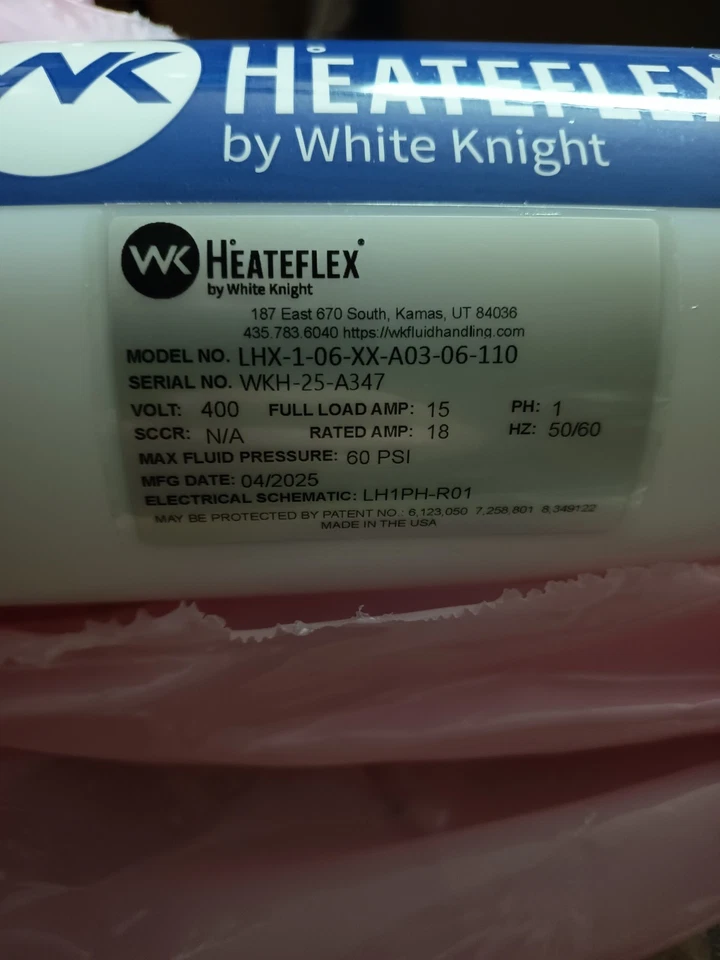 WK HEATEFLEX
by White Knight
WK HEATEFLEX®
by White Knight
187 East 670 South, Kamas, UT 84036
435.783.6040 https://wkfluidhandling.com
MODEL NO. LHX-1-06-XX-A03-06-110
SERIAL NO. WKH-25-A347
VOLT: 400 FULL LOAD AMP: 15 PH: 1
SCCR: N/A RATED AMP: 18 HZ: 50/60
MAX FLUID PRESSURE: 60 PSI
MFG DATE: 04/2025
ELECTRICAL SCHEMATIC: LH1PH-R01
MAY BE PROTECTED BY PATENT NO.: 6,123,050 7,258,801 8,349122
MADE IN THE USA